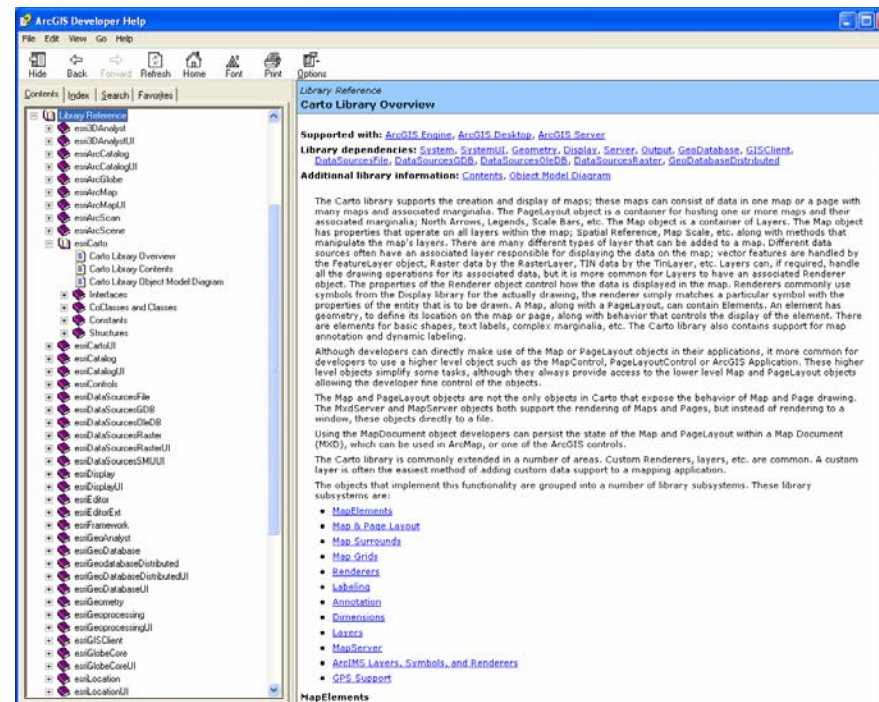 ArcGIS Developer Help
File Edit View Go Help
Hide Back Forward Refresh Home Font Print Options
Contents Index Search Favorites
Library Reference
esri3DAnalyst
esri3DAnalystUI
esriArcCatalog
esriArcCatalogUI
esriArcGlobe
esriArcMap
esriArcMapUI
esriArcScan
esriArcScene
esriCarto
Carto Library Overview
Carto Library Contents
Carto Library Object Model Diagram
Interfaces
CoClasses and Classes
Constants
Structures
esriCartoUI
esriCatalog
esriCatalogUI
esriControls
esriDataSourcesFile
esriDataSourcesGDB
esriDataSourcesOleDB
esriDataSourcesRaster
esriDataSourcesRasterUI
esriDataSourcesSMUUI
esriDisplay
esriDisplayUI
esriEditor
esriEditorExt
esriFramework
esriGeoAnalyst
esriGeoDatabase
esriGeodatabaseDistributed
esriGeoDatabaseDistributedUI
esriGeoDatabaseUI
esriGeometry
esriGeoprocessing
esriGeoprocessingUI
esriGISClient
esriGlobeCore
esriGlobeCoreUI
esriLocation
esriLocationUI
Library Reference
Carto Library Overview
Supported with: ArcGIS Engine, ArcGIS Desktop, ArcGIS Server
Library dependencies: System, SystemUI, Geometry, Display, Server, Output, GeoDatabase, GISClient,
DataSourcesFile, DataSourcesGDB, DataSourcesOleDB, DataSourcesRaster, GeoDatabaseDistributed
Additional library information: Contents, Object Model Diagram
The Carto library supports the creation and display of maps; these maps can consist of data in one map or a page with
many maps and associated marginalia. The PageLayout object is a container for hosting one or more maps and their
associated marginalia; North Arrows, Legends, Scale Bars, etc. The Map object is a container of Layers. The Map object
has properties that operate on all layers within the map; Spatial Reference, Map Scale, etc. along with methods that
manipulate the map's layers. There are many different types of layer that can be added to a map. Different data
sources often have an associated layer responsible for displaying the data on the map; vector features are handled by
the FeatureLayer object, Raster data by the RasterLayer, TIN data by the TinLayer, etc. Layers can, if required, handle
all the drawing operations for its associated data, but it is more common for Layers to have an associated Renderer
object. The properties of the Renderer object control how the data is displayed in the map. Renderers commonly use
symbols from the Display library for the actually drawing, the renderer simply matches a particular symbol with the
properties of the entity that is to be drawn. A Map, along with a PageLayout, can contain Elements. An element has
geometry, to define its location on the map or page, along with behavior that controls the display of the element. There
are elements for basic shapes, text labels, complex marginalia, etc. The Carto library also contains support for map
annotation and dynamic labeling.
Although developers can directly make use of the Map or PageLayout objects in their applications, it more common for
developers to use a higher level object such as the MapControl, PageLayoutControl or ArcGIS Application. These higher
level objects simplify some tasks, although they always provide access to the lower level Map and PageLayout objects
allowing the developer fine control of the objects.
The Map and PageLayout objects are not the only objects in Carto that expose the behavior of Map and Page drawing.
The MxdServer and MapServer objects both support the rendering of Maps and Pages, but instead of rendering to a
window, these objects directly to a file.
Using the MapDocument object developers can persist the state of the Map and PageLayout within a Map Document
(MXD), which can be used in ArcMap, or one of the ArcGIS controls.
The Carto library is commonly extended in a number of areas. Custom Renderers, layers, etc. are common. A custom
layer is often the easiest method of adding custom data support to a mapping application.
The objects that implement this functionality are grouped into a number of library subsystems. These library
subsystems are:
MapElements
Map & Page Layout
Map Surrounds
Map Grids
Renderers
Labeling
Annotation
Dimensions
Layers
MapServer
ArcIMS Layers, Symbols, and Renderers
GPS Support
MapElements